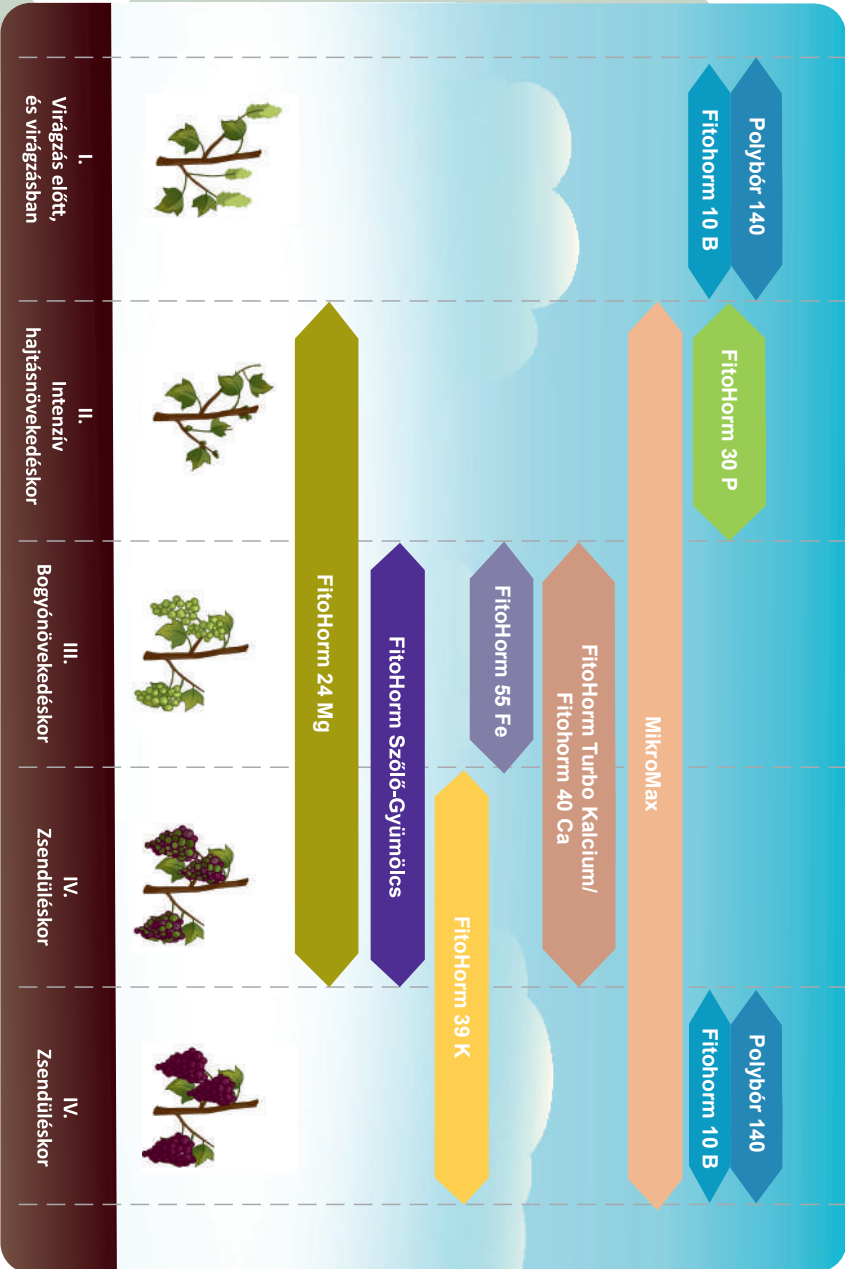 Polybór 140
Fitohorm 10 B
FitoHorm 30 P
Polybór 140
Fitohorm 10 B
MikroMax
FitoHorm Turbo Kalcium/
Fitohorm 40 Ca
FitoHorm 55 Fe
FitoHorm 39 K
FitoHorm Szőlő-Gyümölcs
FitoHorm 24 Mg
I.
Virágzás előtt,
és virágzásban
II.
Intenzív
hajtásnövekedéskor
III.
Bogyónövekedéskor
IV.
Zsendüléskor
IV.
Zsendüléskor